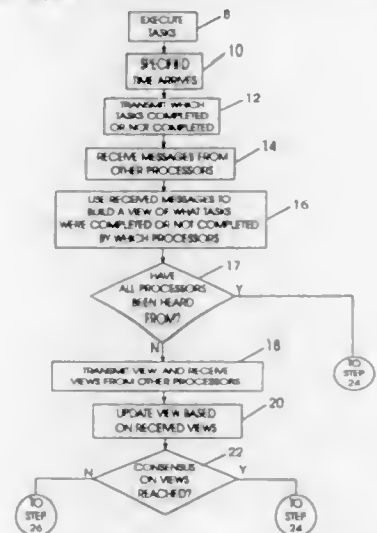 EXECUTE
TASKS
8
SPECIFIED
TIME ARRIVES
10
TRANSMIT WHICH
TASKS COMPLETED
OR NOT COMPLETED
12
RECEIVE MESSAGES FROM
OTHER PROCESSORS
14
USE RECEIVED MESSAGES TO
BUILD A VIEW OF WHAT TASKS
WERE COMPLETED OR NOT COMPLETED
BY WHICH PROCESSORS
16
HAVE
ALL PROCESSORS
BEEN HEARD
FROM?
17
Y
N
TO
STEP
24
TRANSMIT VIEW AND RECEIVE
VIEWS FROM OTHER PROCESSORS
18
UPDATE VIEW BASED
ON RECEIVED VIEWS
20
CONSENSUS
ON VIEWS
REACHED?
22
N
Y
TO
STEP
26
TO
STEP
24